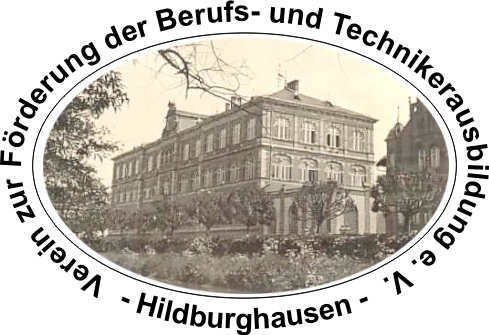 Verein zur Förderung der Berufs- und Technikerausbildung e. V.
- Hildburghausen -